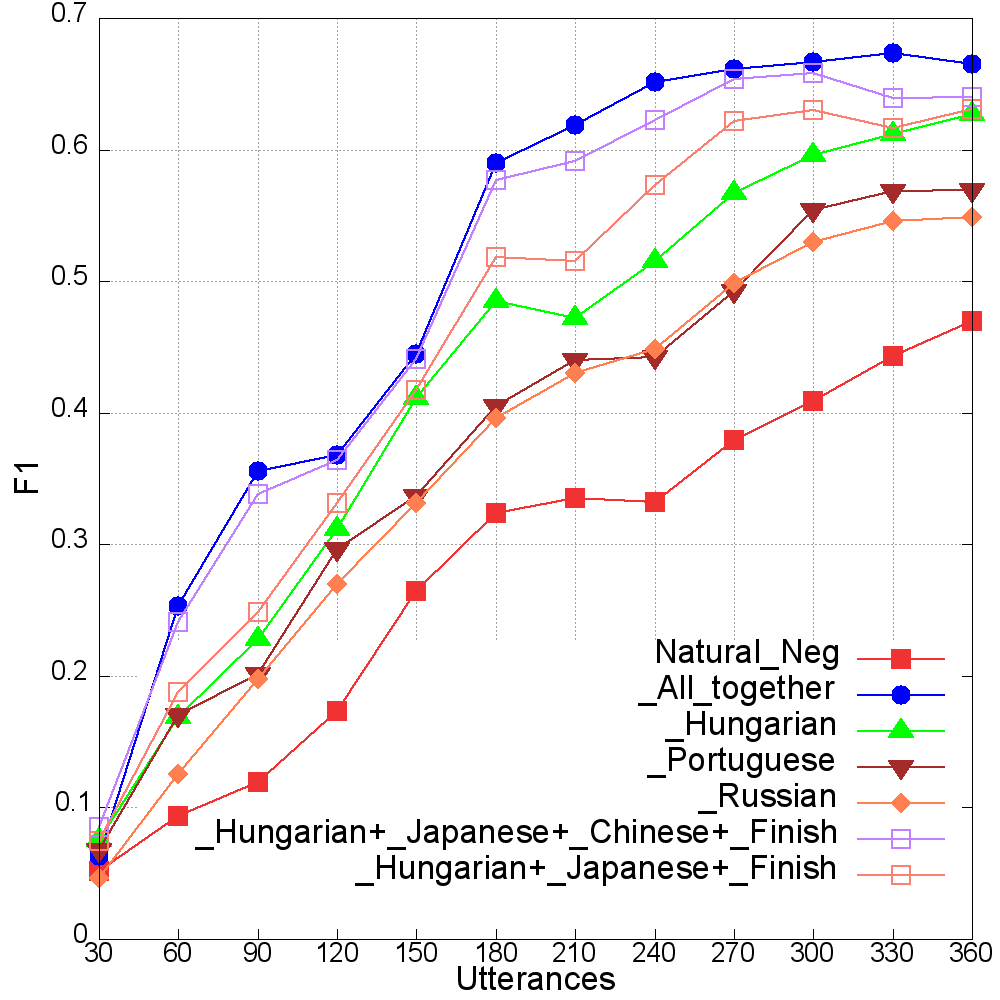 0.7
0.6
0.5
0.4
0.3
0.2
0.1
0
F1
Natural_Neg
_All_together
_Hungarian
_Portuguese
_Russian
_Hungarian+_Japanese+_Chinese+_Finish
_Hungarian+_Japanese+_Finish
30 60 90 120 150 180 210 240 270 300 330 360
Utterances